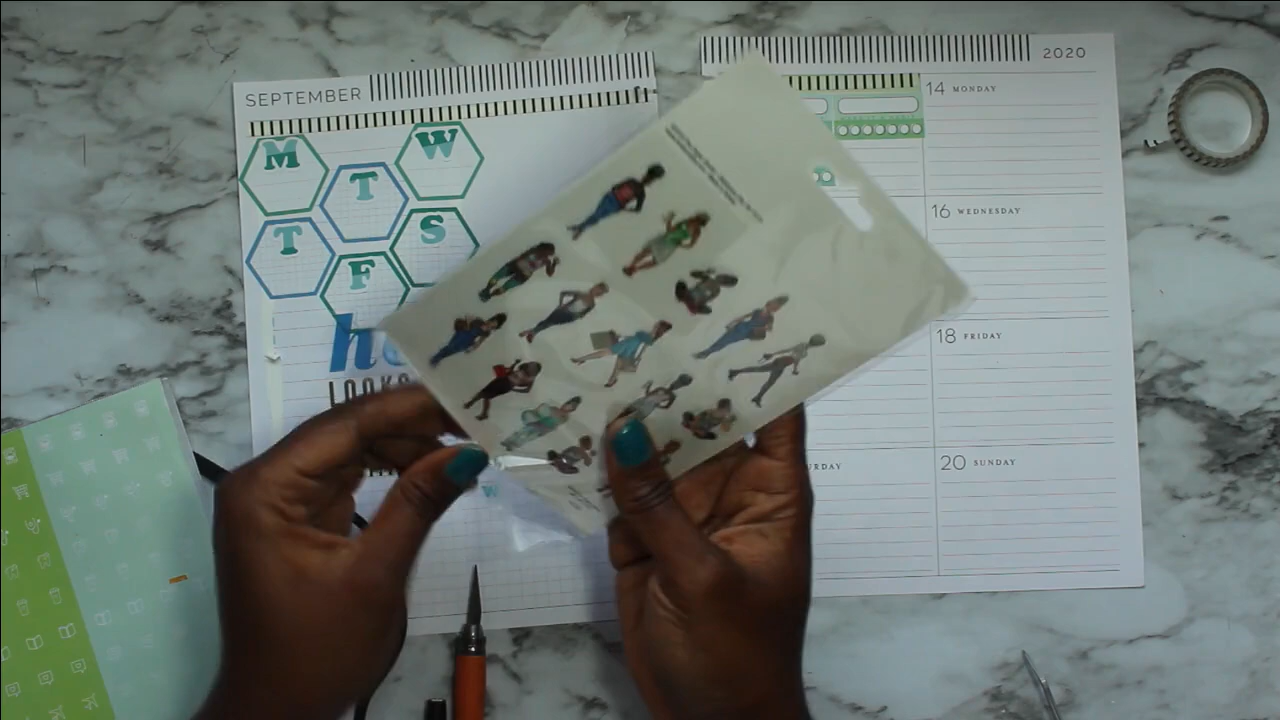 SEPTEMBER
M
T
W
T
F
S
LOOKS
W
2020
14 MONDAY
16 WEDNESDAY
18 FRIDAY
20 SUNDAY